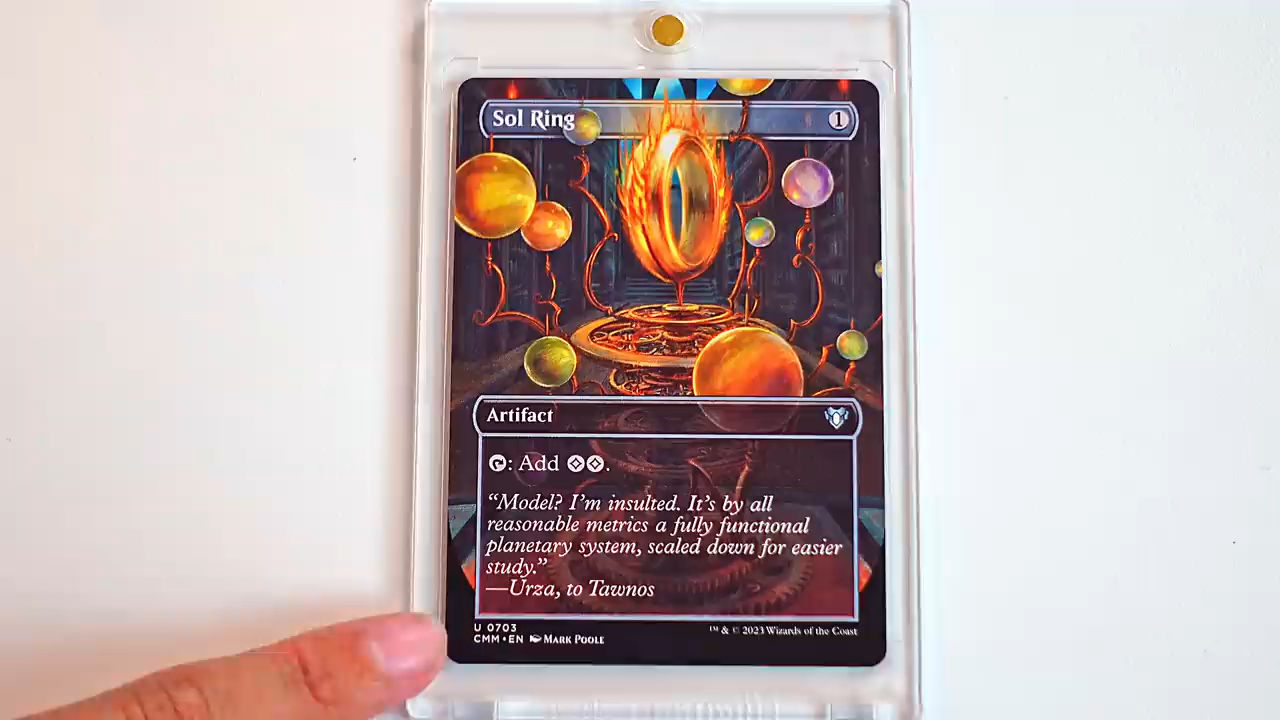 Sol Ring 1
Artifact
: Add .
“Model? I'm insulted. It's by all
reasonable metrics a fully functional
planetary system, scaled down for easier
study.”
—Urza, to Tawnos
U 0703
CMM • EN MARK POOLE
™ & © 2023 Wizards of the Coast